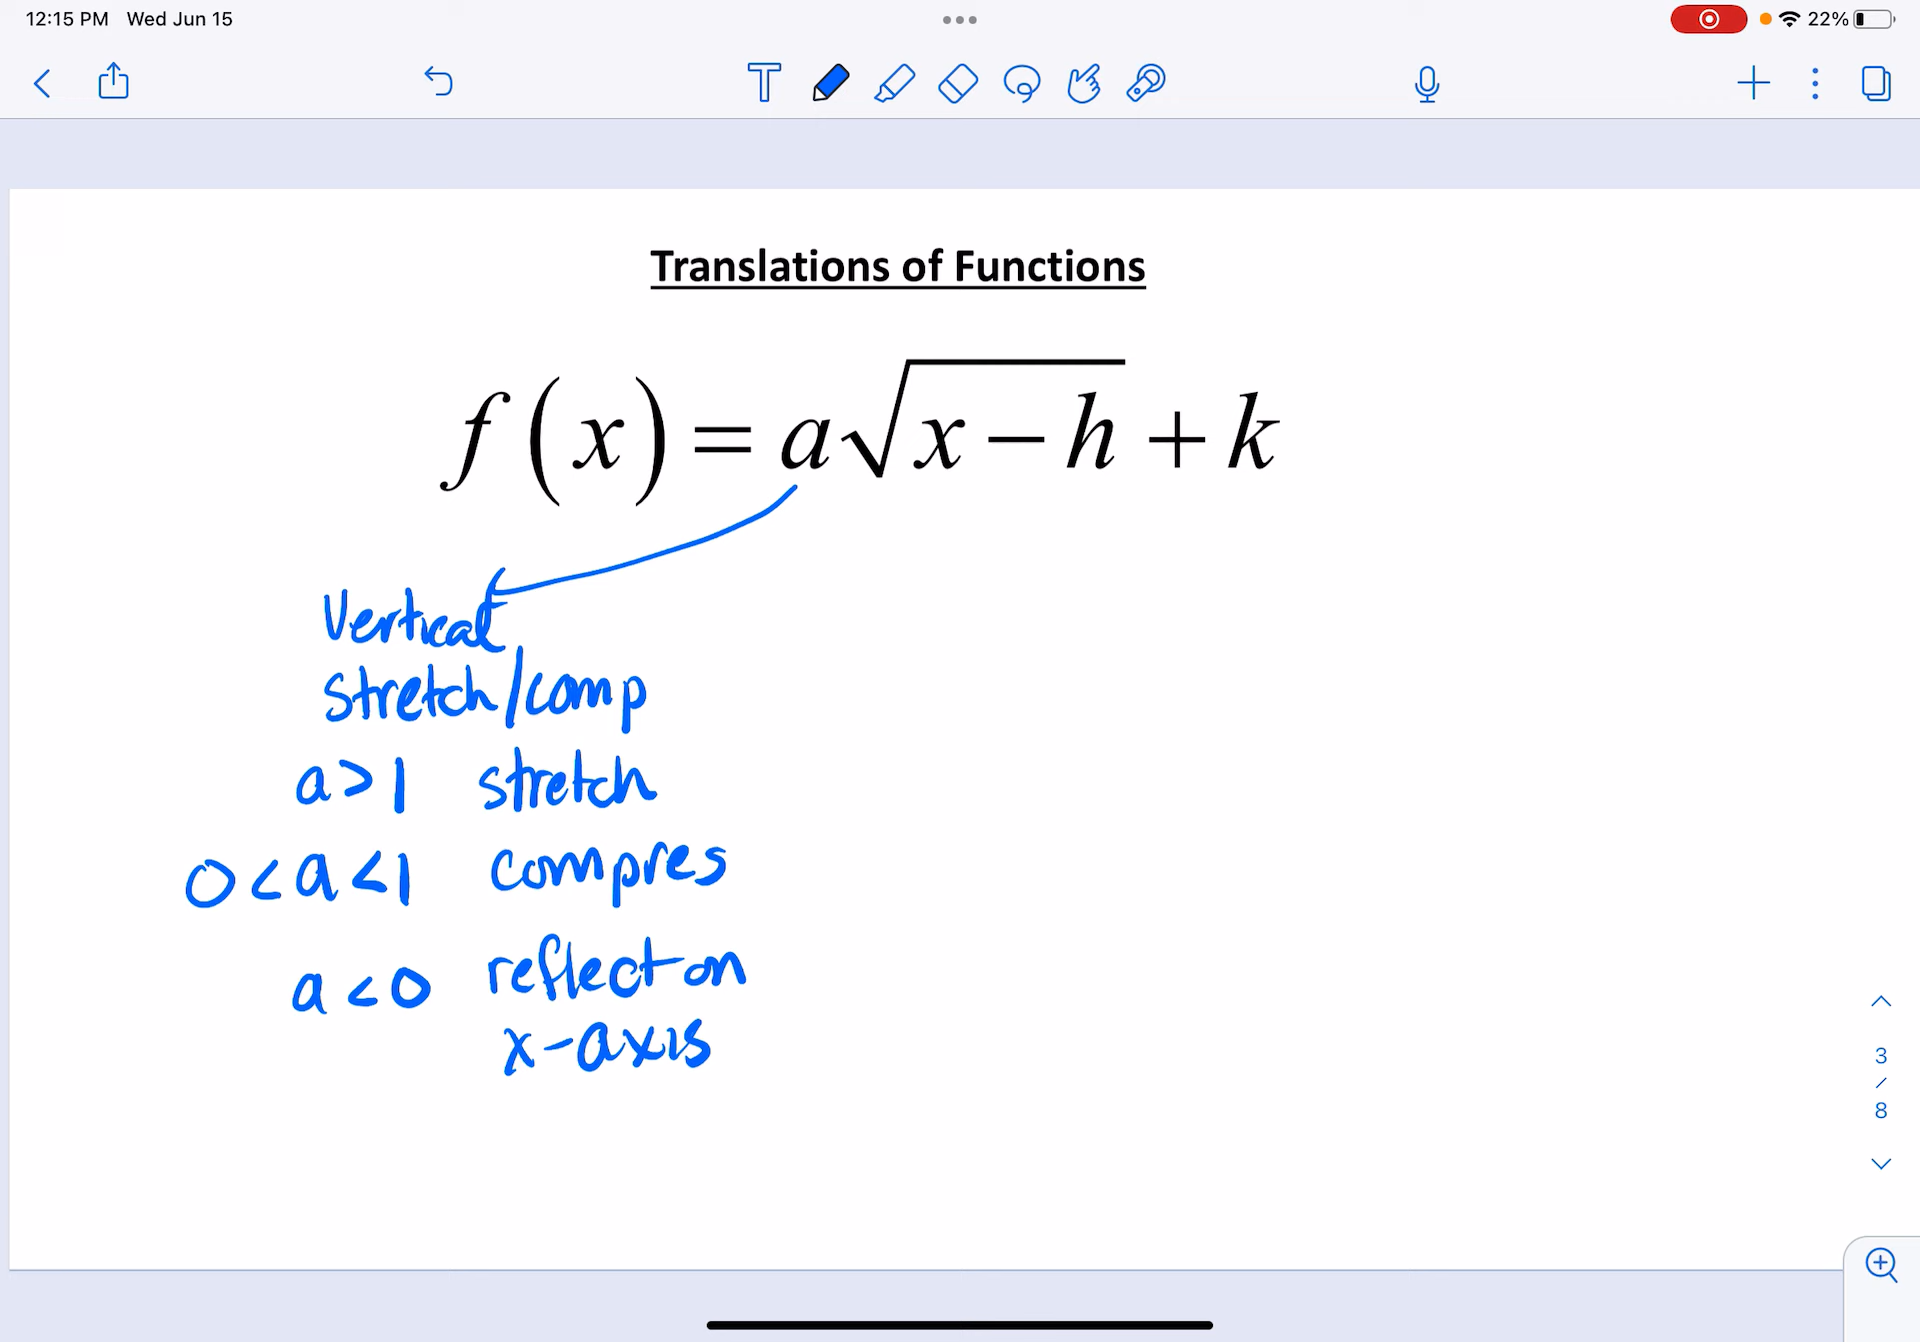 12:15 PM Wed Jun 15
22%
T
Translations of Functions
f(x) = a√(x − h) + k
Vertical
stretch/comp
a > 1 stretch
0 < a < 1 compres
a < 0 reflect on
x-axis
3
/
8